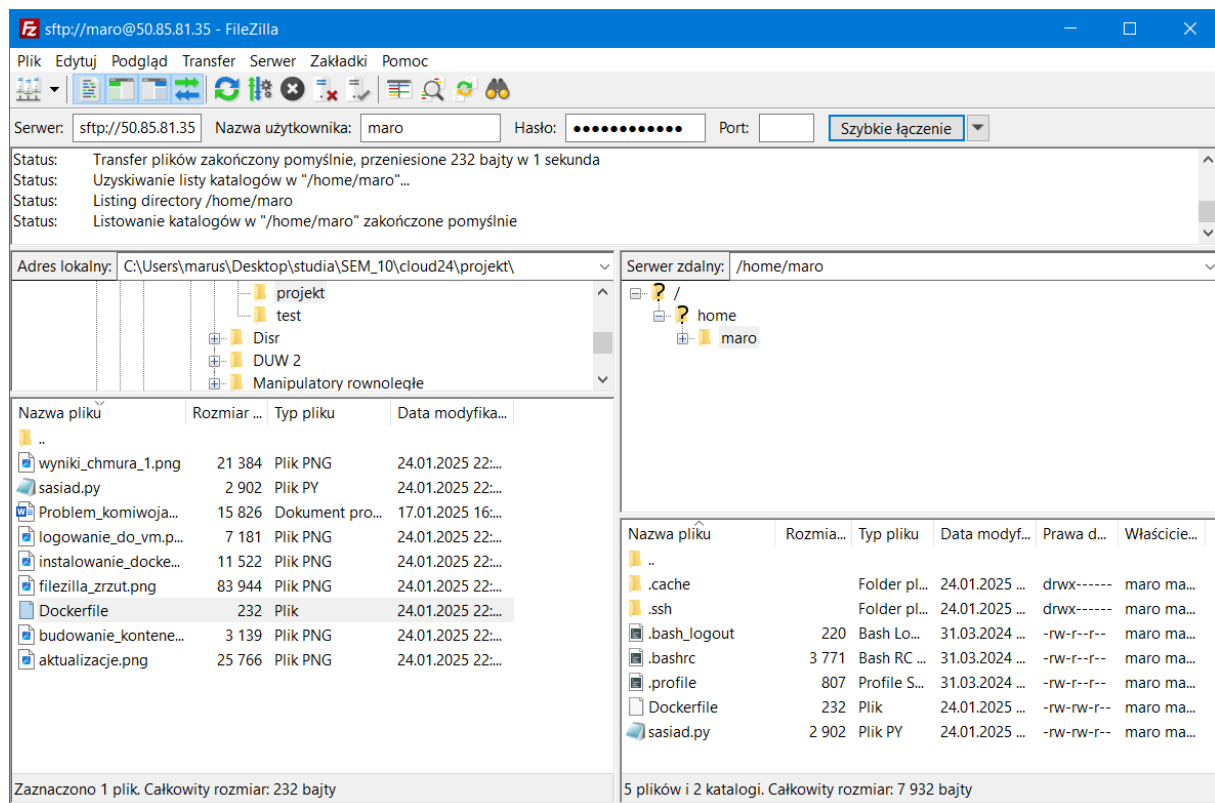 sftp://maro@50.85.81.35 - FileZilla
Plik Edytuj Podgląd Transfer Serwer Zakładki Pomoc
Serwer: sftp://50.85.81.35 Nazwa użytkownika: maro Hasło: ●●●●●●●●●●●● Port: Szybkie łączenie
Status: Transfer plików zakończony pomyślnie, przeniesione 232 bajty w 1 sekunda
Status: Uzyskiwanie listy katalogów w "/home/maro"...
Status: Listing directory /home/maro
Status: Listowanie katalogów w "/home/maro" zakończone pomyślnie
Adres lokalny: C:\Users\marus\Desktop\studia\SEM_10\cloud24\projekt\
projekt
test
Disr
DUW 2
Manipulatory rownoległe
Nazwa pliku Rozmiar ... Typ pliku Data modyfika...
..
wyniki_chmura_1.png 21 384 Plik PNG 24.01.2025 22:...
sasiad.py 2 902 Plik PY 24.01.2025 22:...
Problem_komiwoja... 15 826 Dokument pro... 17.01.2025 16:...
logowanie_do_vm.p... 7 181 Plik PNG 24.01.2025 22:...
instalowanie_docke... 11 522 Plik PNG 24.01.2025 22:...
filezilla_zrzut.png 83 944 Plik PNG 24.01.2025 22:...
Dockerfile 232 Plik 24.01.2025 22:...
budowanie_kontene... 3 139 Plik PNG 24.01.2025 22:...
aktualizacje.png 25 766 Plik PNG 24.01.2025 22:...
Zaznaczono 1 plik. Całkowity rozmiar: 232 bajty
Serwer zdalny: /home/maro
/
home
maro
Nazwa pliku Rozmia... Typ pliku Data modyf... Prawa d... Właścicie...
..
.cache Folder pl... 24.01.2025 ... drwx------ maro ma...
.ssh Folder pl... 24.01.2025 ... drwx------ maro ma...
.bash_logout 220 Bash Lo... 31.03.2024 ... -rw-r--r-- maro ma...
.bashrc 3 771 Bash RC ... 31.03.2024 ... -rw-r--r-- maro ma...
.profile 807 Profile S... 31.03.2024 ... -rw-r--r-- maro ma...
Dockerfile 232 Plik 24.01.2025 ... -rw-rw-r-- maro ma...
sasiad.py 2 902 Plik PY 24.01.2025 ... -rw-rw-r-- maro ma...
5 plików i 2 katalogi. Całkowity rozmiar: 7 932 bajty